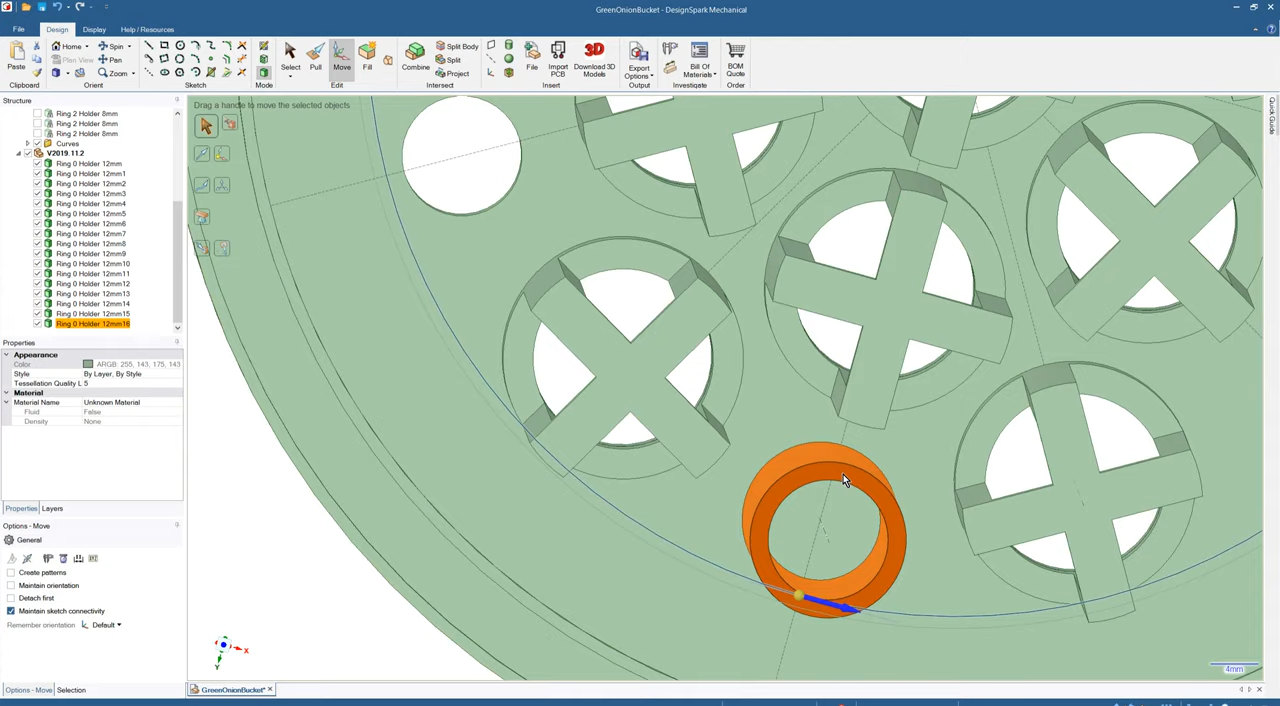 GreenOnionBucket - DesignSpark Mechanical
File
Design
Display
Help / Resources
Paste
Home
Plan View
Spin
Pan
Zoom
Select
Pull
Move
Fill
Combine
Split Body
Split
Project
File
Import PCB
Download 3D Models
Export Options
Bill Of Materials
BOM Quote
Clipboard
Orient
Sketch
Mode
Edit
Intersect
Insert
Output
Investigate
Order
Structure
Drag a handle to move the selected objects
Quick Guide
Ring 2 Holder 8mm
Ring 2 Holder 8mm
Ring 2 Holder 8mm
Curves
V2019.11.2
Ring 0 Holder 12mm
Ring 0 Holder 12mm1
Ring 0 Holder 12mm2
Ring 0 Holder 12mm3
Ring 0 Holder 12mm4
Ring 0 Holder 12mm5
Ring 0 Holder 12mm6
Ring 0 Holder 12mm7
Ring 0 Holder 12mm8
Ring 0 Holder 12mm9
Ring 0 Holder 12mm10
Ring 0 Holder 12mm11
Ring 0 Holder 12mm12
Ring 0 Holder 12mm13
Ring 0 Holder 12mm14
Ring 0 Holder 12mm15
Ring 0 Holder 12mm16
Properties
Appearance
Color ARGB: 255, 143, 175, 143
Style By Layer, By Style
Tessellation Quality L 5
Material
Material Name Unknown Material
Fluid False
Density None
Properties Layers
Options - Move
General
Create patterns
Maintain orientation
Detach first
Maintain sketch connectivity
Remember orientation Default
X
Y
4mm
Options - Move Selection
GreenOnionBucket*